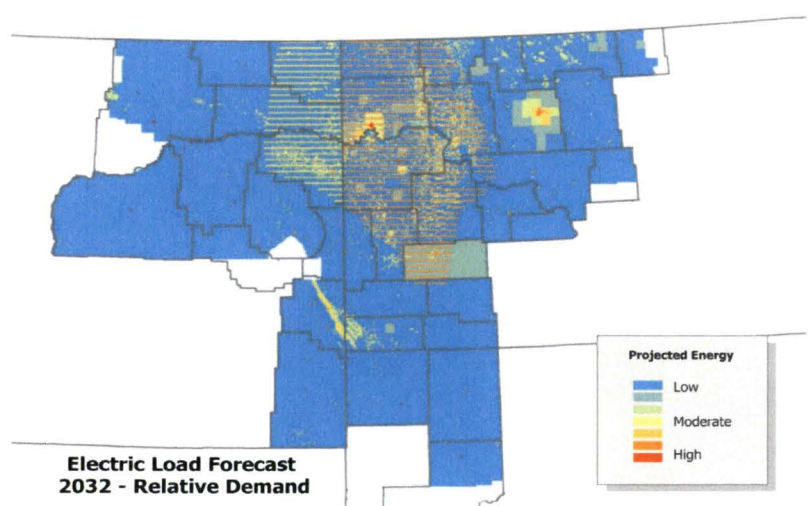 Projected Energy
Low
Moderate
High
Electric Load Forecast
2032 - Relative Demand